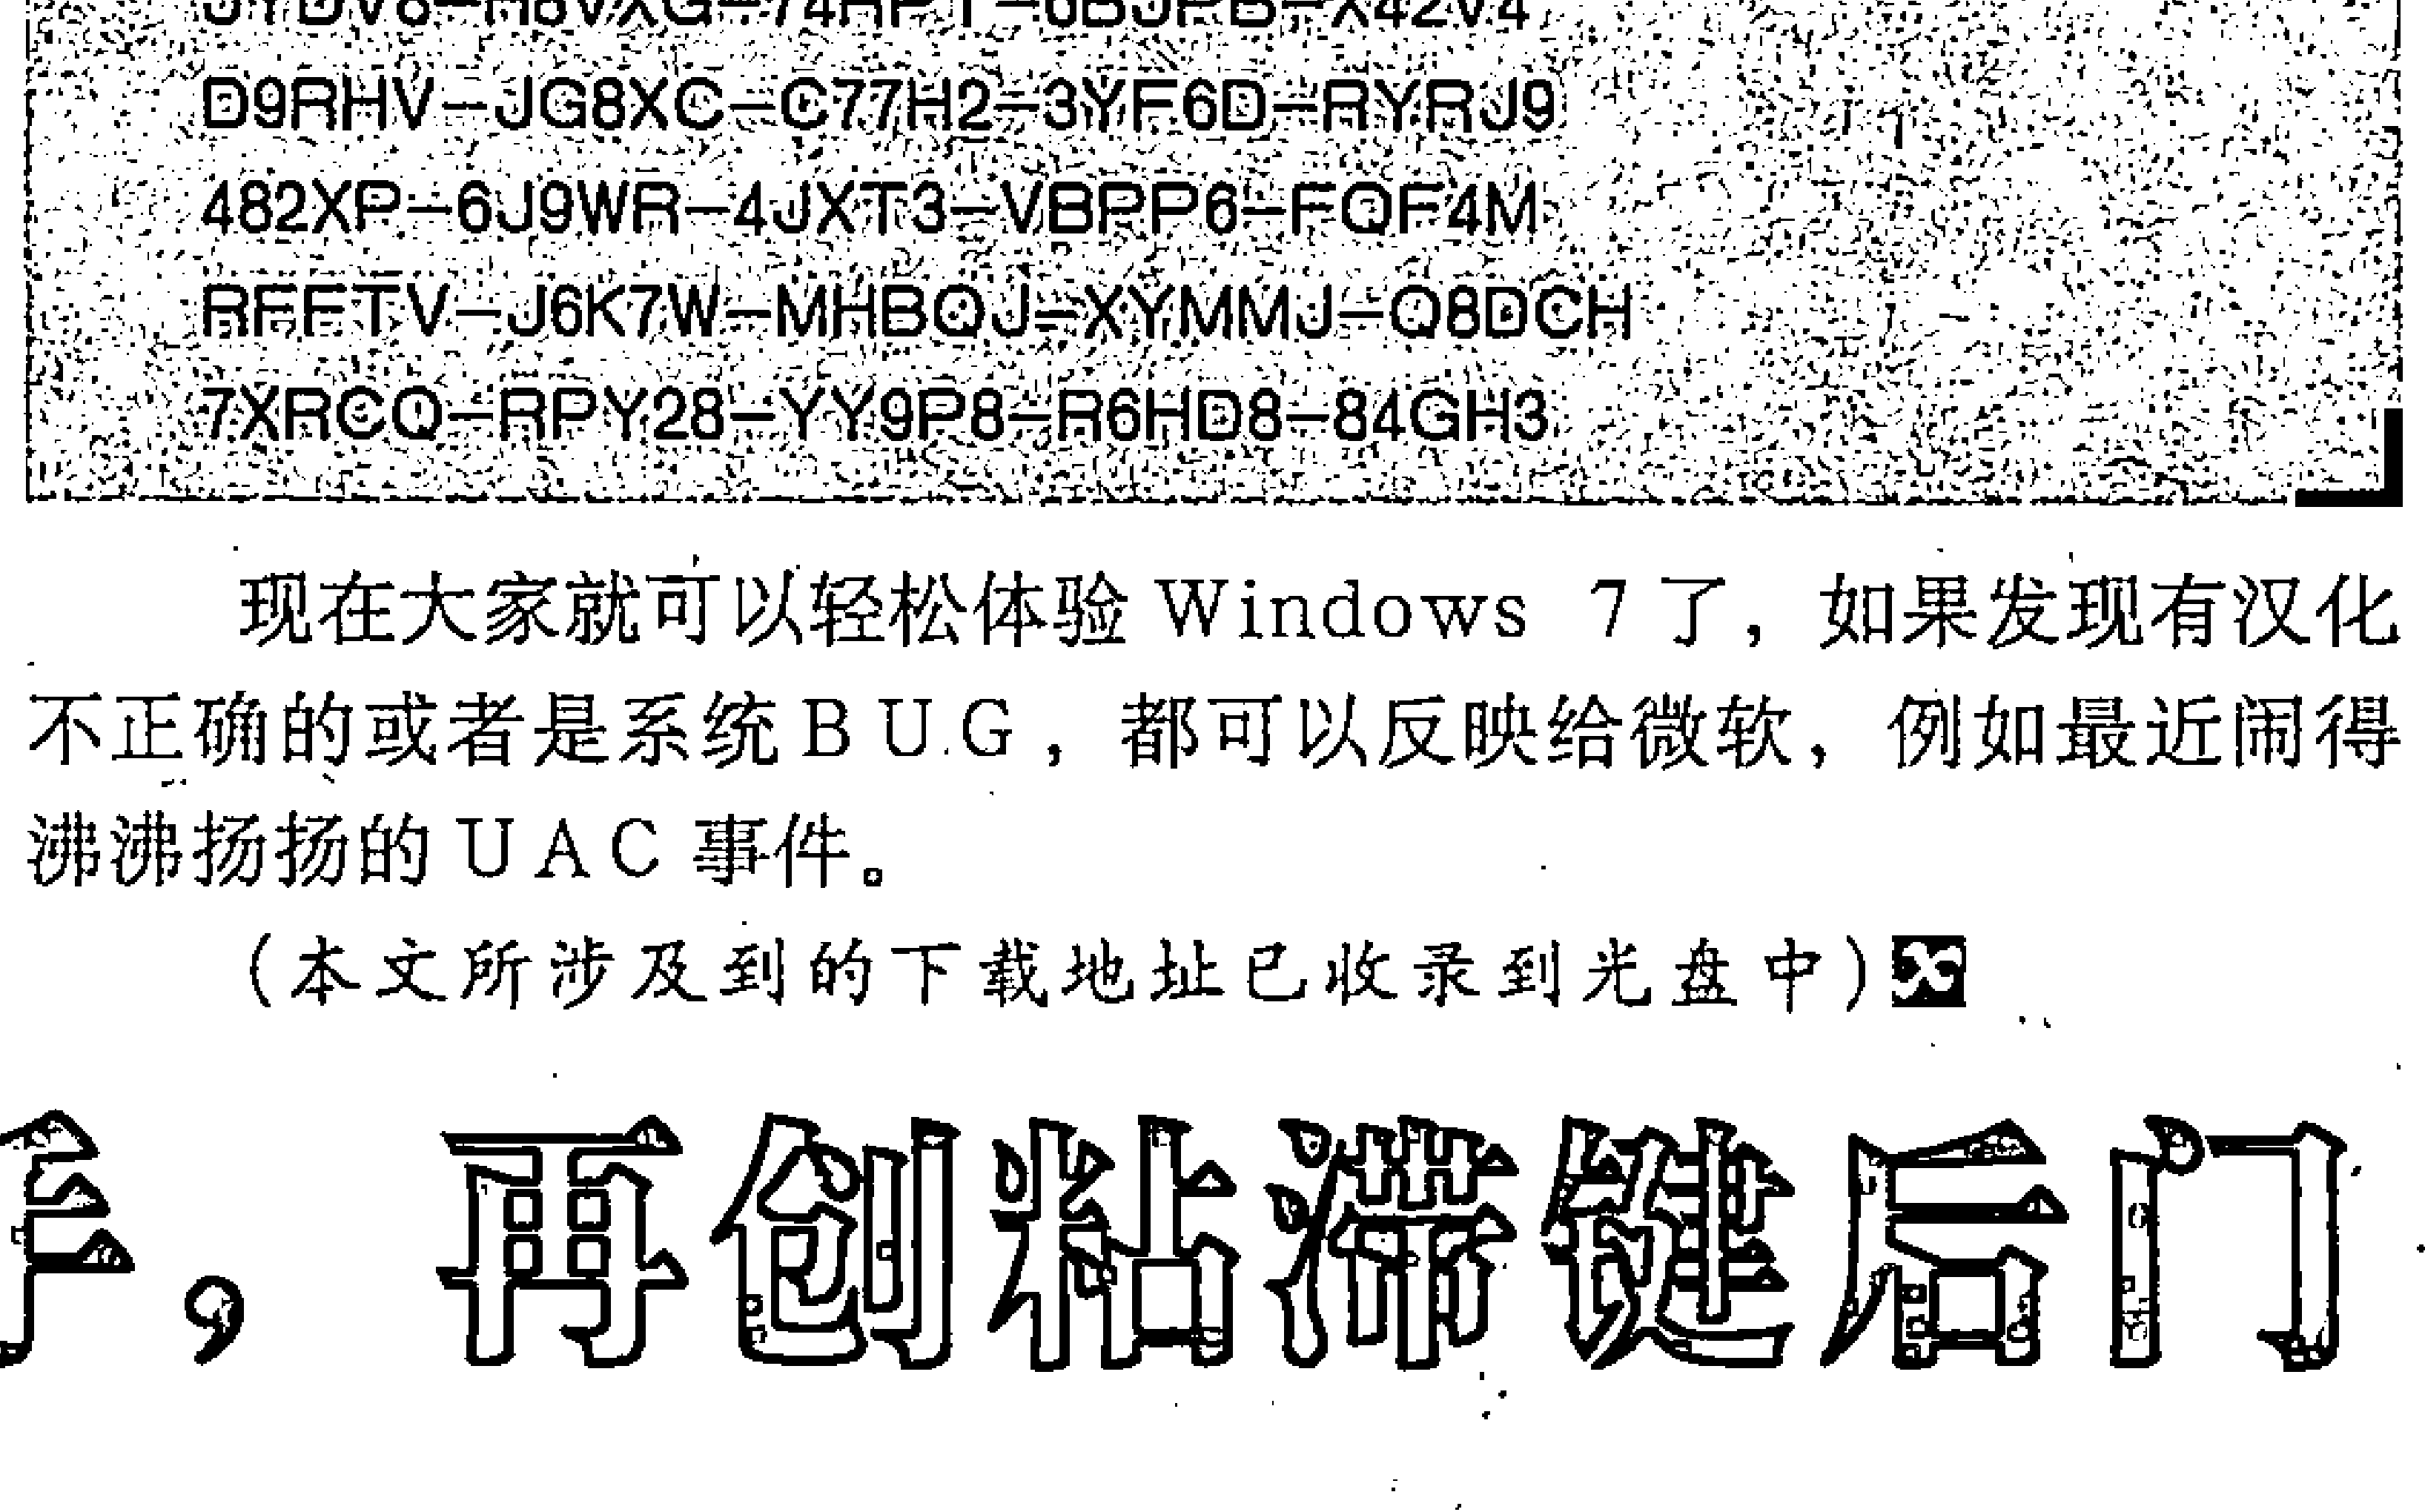 D9RHV-JG8XC-C77H2-3YF6D-RYRJ9
482XP-6J9WR-4JXT3-VBPP6-FQF4M
RFFTV-J6K7W-MHBQJ-XYMMJ-Q8DCH
7XRCQ-RPY28-YY9P8-R6HD8-84GH3
现在大家就可以轻松体验 Windows 7 了，如果发现有汉化
不正确的或者是系统BUG，都可以反映给微软，例如最近闹得
沸沸扬扬的 UAC 事件。
（本文所涉及到的下载地址已收录到光盘中）
，再创粘滞键后门